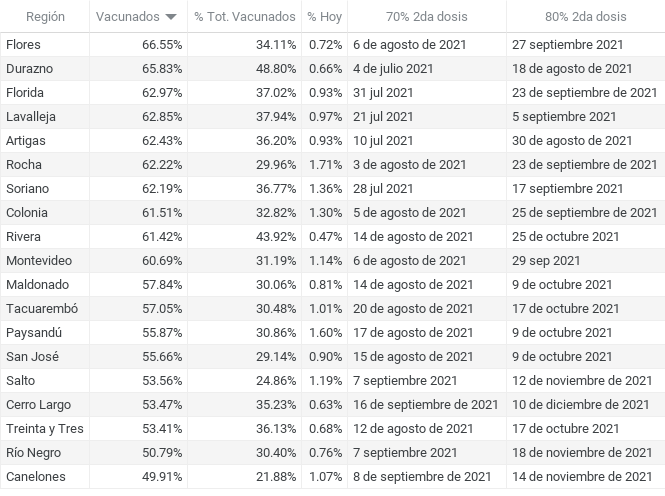 Región Vacunados % Tot. Vacunados % Hoy 70% 2da dosis 80% 2da dosis
Flores 66.55% 34.11% 0.72% 6 de agosto de 2021 27 septiembre 2021
Durazno 65.83% 48.80% 0.66% 4 de julio 2021 18 de agosto de 2021
Florida 62.97% 37.02% 0.93% 31 jul 2021 23 de septiembre de 2021
Lavalleja 62.85% 37.94% 0.97% 21 jul 2021 5 septiembre 2021
Artigas 62.43% 36.20% 0.93% 10 jul 2021 30 de agosto de 2021
Rocha 62.22% 29.96% 1.71% 3 de agosto de 2021 23 de septiembre de 2021
Soriano 62.19% 36.77% 1.36% 28 jul 2021 17 septiembre 2021
Colonia 61.51% 32.82% 1.30% 5 de agosto de 2021 25 de septiembre de 2021
Rivera 61.42% 43.92% 0.47% 14 de agosto de 2021 25 de octubre 2021
Montevideo 60.69% 31.19% 1.14% 6 de agosto de 2021 29 sep 2021
Maldonado 57.84% 30.06% 0.81% 14 de agosto de 2021 9 de octubre 2021
Tacuarembó 57.05% 30.48% 1.01% 20 de agosto de 2021 17 de octubre 2021
Paysandú 55.87% 30.86% 1.60% 17 de agosto de 2021 9 de octubre 2021
San José 55.66% 29.14% 0.90% 15 de agosto de 2021 9 de octubre 2021
Salto 53.56% 24.86% 1.19% 7 septiembre 2021 12 de noviembre de 2021
Cerro Largo 53.47% 35.23% 0.63% 16 de septiembre de 2021 10 de diciembre de 2021
Treinta y Tres 53.41% 36.13% 0.68% 12 de agosto de 2021 17 de octubre 2021
Río Negro 50.79% 30.40% 0.76% 7 septiembre 2021 18 de noviembre de 2021
Canelones 49.91% 21.88% 1.07% 8 de septiembre de 2021 14 de noviembre de 2021